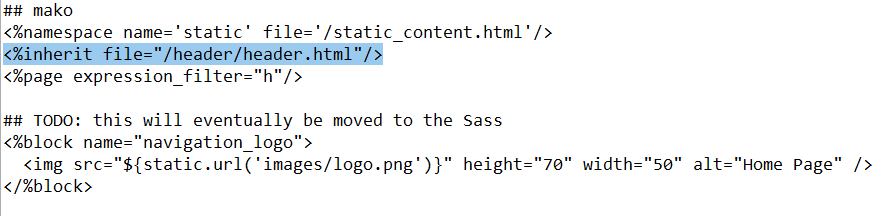 ## mako
<%namespace name='static' file='/static_content.html'/>
<%inherit file="/header/header.html"/>
<%page expression_filter="h"/>
## TODO: this will eventually be moved to the Sass
<%block name="navigation_logo">
<img src="${static.url('images/logo.png')}" height="70" width="50" alt="Home Page" />
</%block>